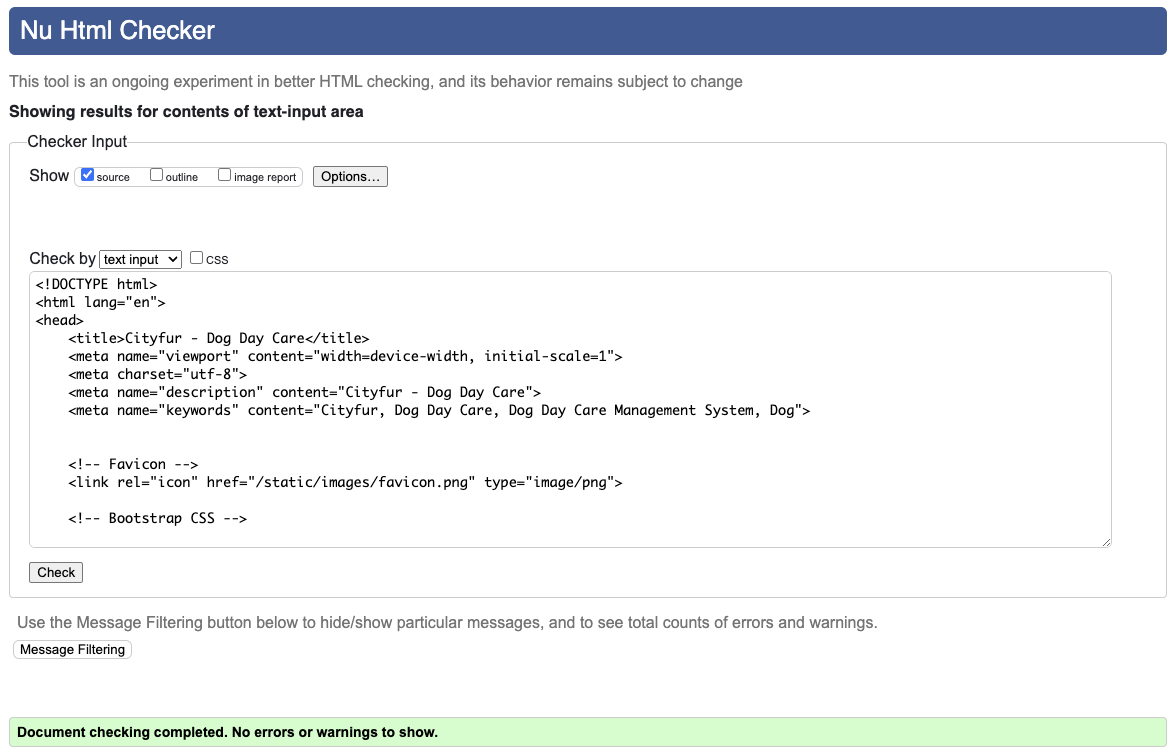 Nu Html Checker
This tool is an ongoing experiment in better HTML checking, and its behavior remains subject to change
Showing results for contents of text-input area
Checker Input
Show source outline image report Options...
Check by text input css
<!DOCTYPE html>
<html lang="en">
<head>
    <title>Cityfur - Dog Day Care</title>
    <meta name="viewport" content="width=device-width, initial-scale=1">
    <meta charset="utf-8">
    <meta name="description" content="Cityfur - Dog Day Care">
    <meta name="keywords" content="Cityfur, Dog Day Care, Dog Day Care Management System, Dog">
    <!-- Favicon -->
    <link rel="icon" href="/static/images/favicon.png" type="image/png">
    <!-- Bootstrap CSS -->
Check
Use the Message Filtering button below to hide/show particular messages, and to see total counts of errors and warnings.
Message Filtering
Document checking completed. No errors or warnings to show.